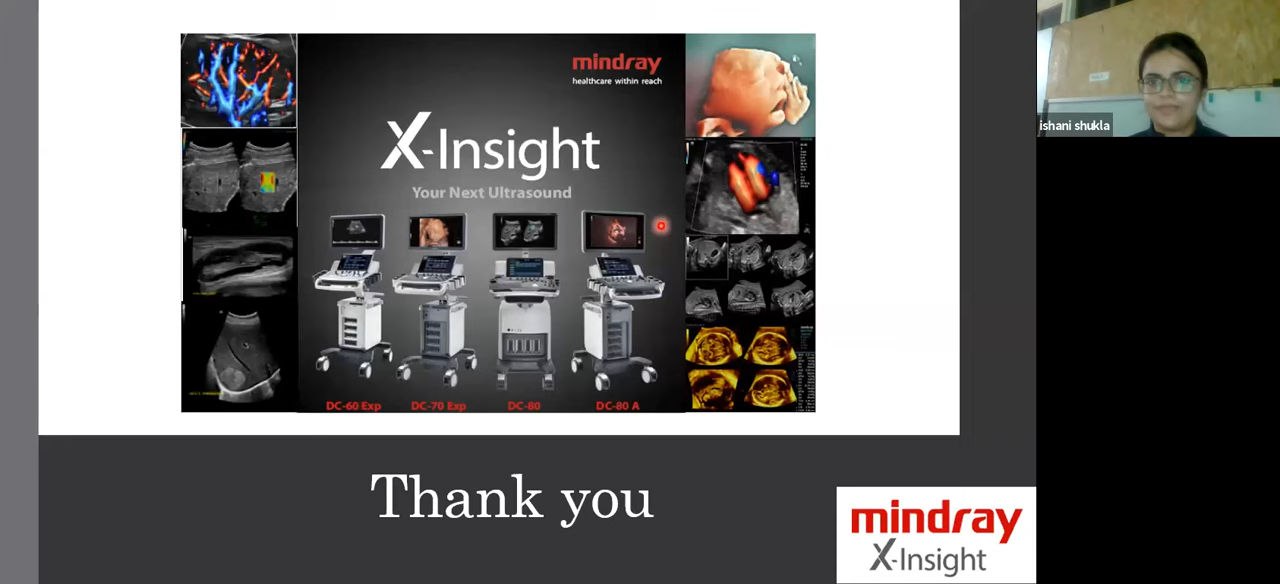 mindray
healthcare within reach
X-Insight
Your Next Ultrasound
DC-60 Exp
DC-70 Exp
DC-80
DC-80 A
Thank you
mindray
X-Insight
ishani shukla